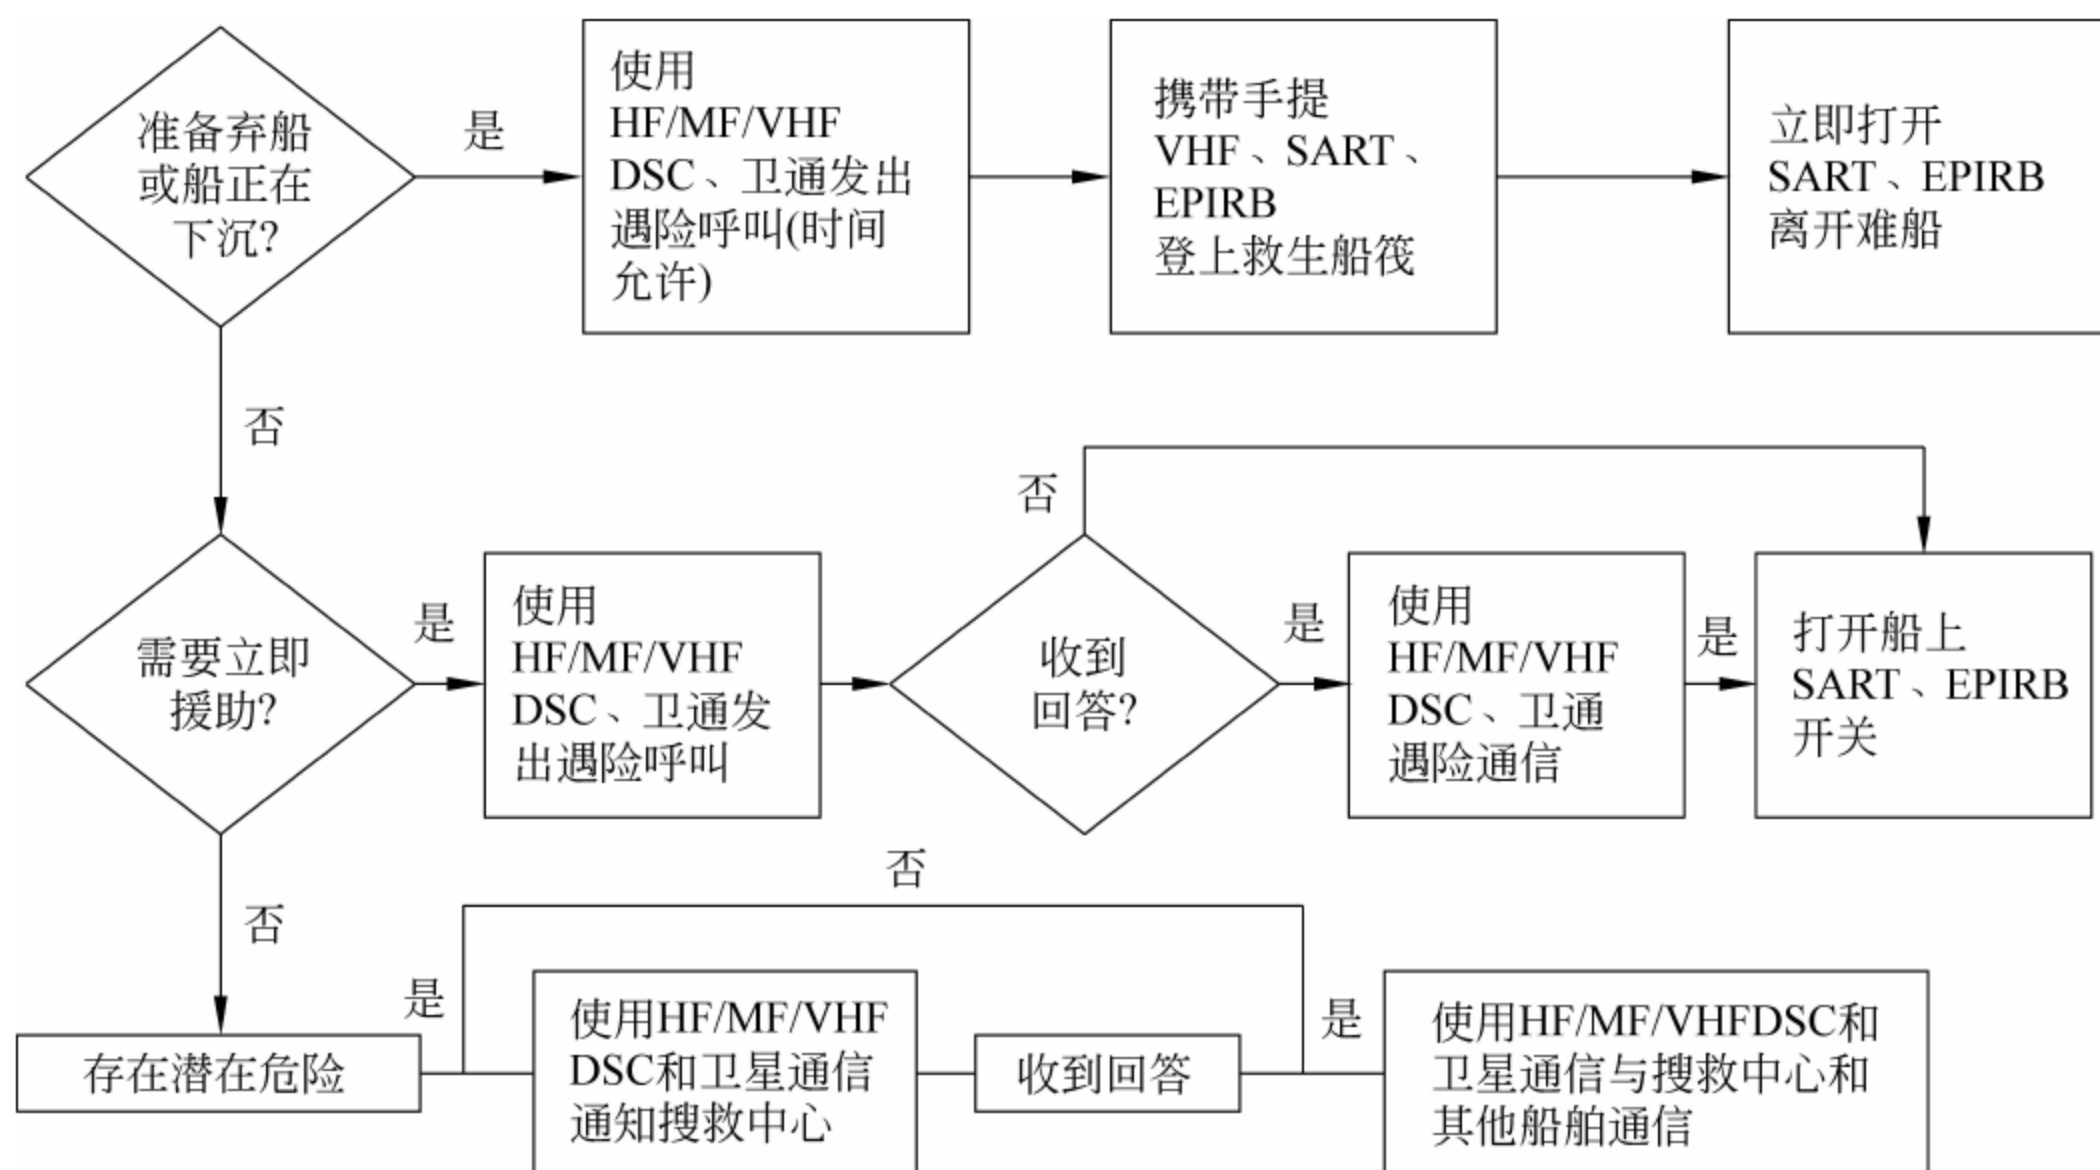 准备弃船
或船正在
下沉?
是
使用
HF/MF/VHF
DSC、卫通发出
遇险呼叫(时间
允许)
携带手提
VHF、SART、
EPIRB
登上救生船筏
立即打开
SART、EPIRB
离开难船
否
需要立即
援助?
是
使用
HF/MF/VHF
DSC、卫通发
出遇险呼叫
收到
回答?
否
是
使用
HF/MF/VHF
DSC、卫通
遇险通信
是
打开船上
SART、EPIRB
开关
否
存在潜在危险
是
否
使用HF/MF/VHF
DSC和卫星通信
通知搜救中心
收到回答
是
使用HF/MF/VHFDSC和
卫星通信与搜救中心和
其他船舶通信